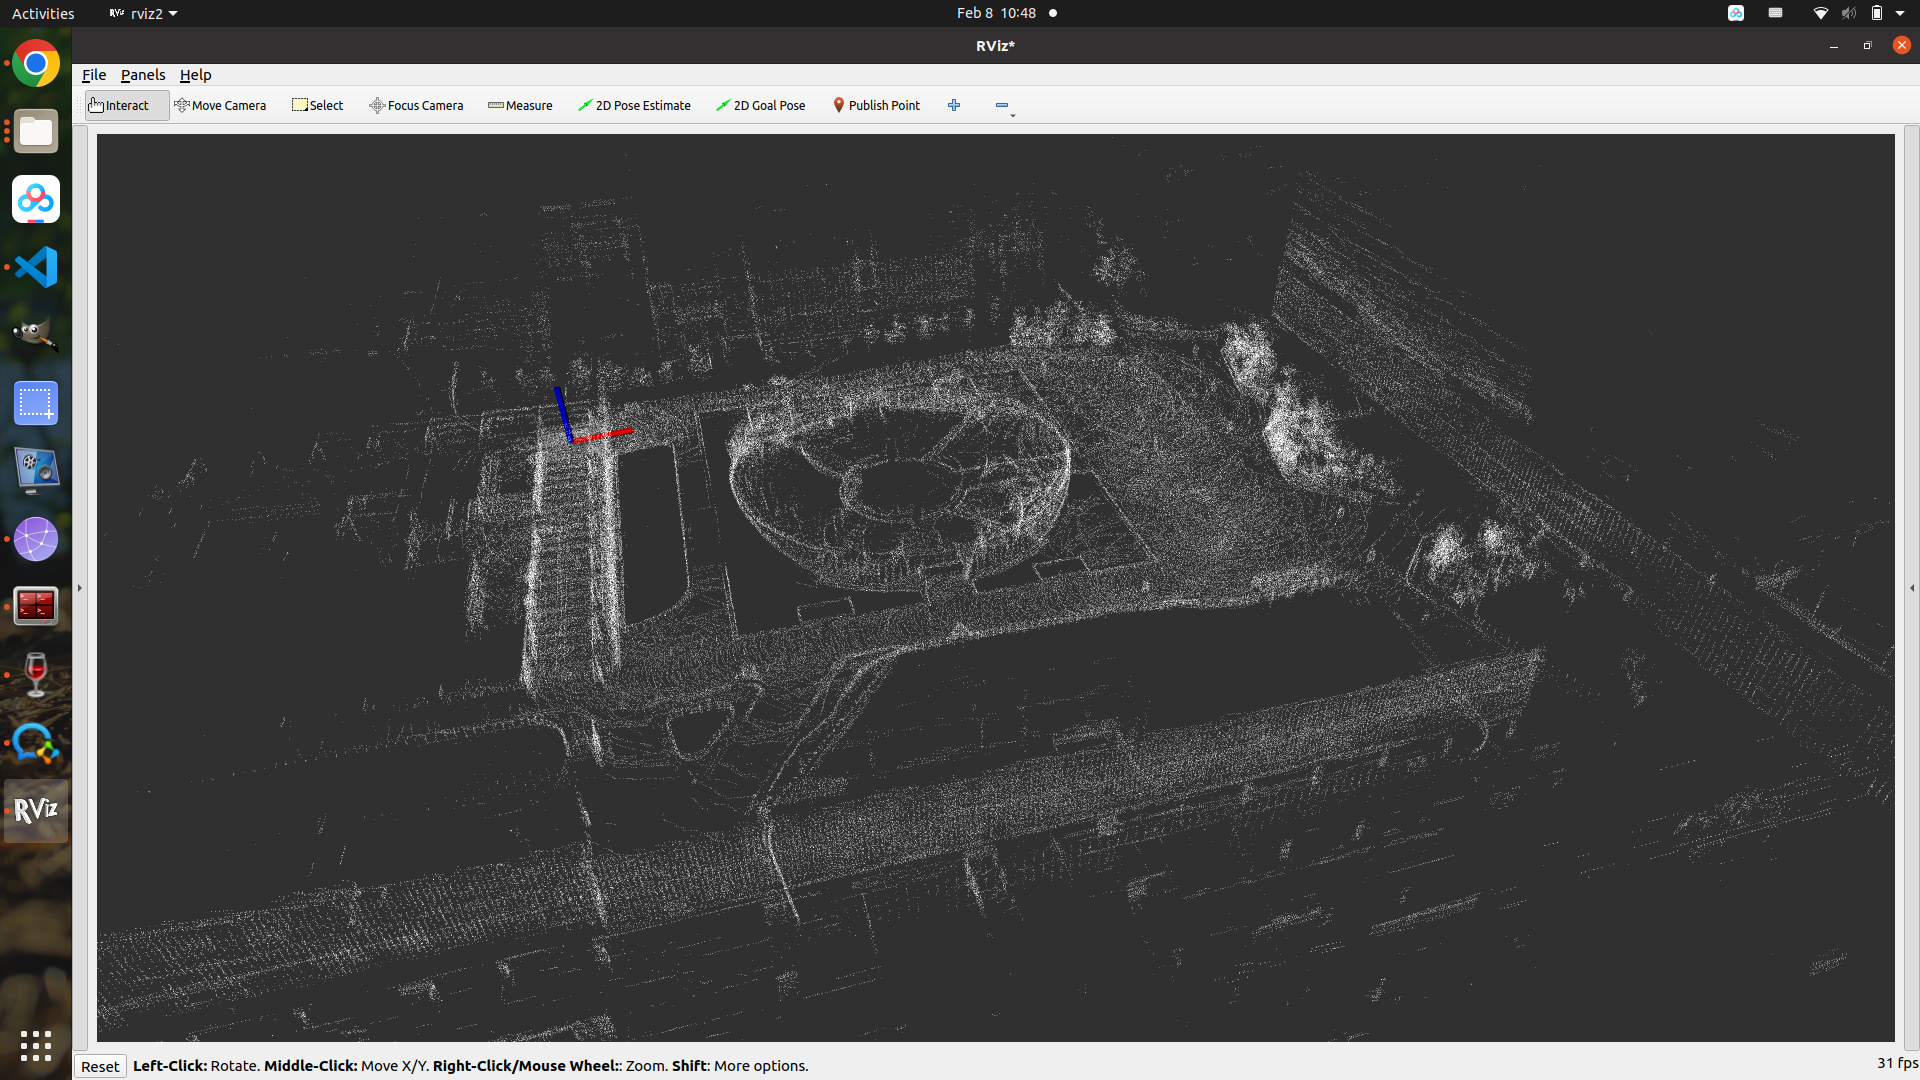 Activities RViz rviz2 Feb 8 10:48
RViz*
File Panels Help
Interact Move Camera Select Focus Camera Measure 2D Pose Estimate 2D Goal Pose Publish Point
RViz
Reset Left-Click: Rotate. Middle-Click: Move X/Y. Right-Click/Mouse Wheel:: Zoom. Shift: More options. 31 fps